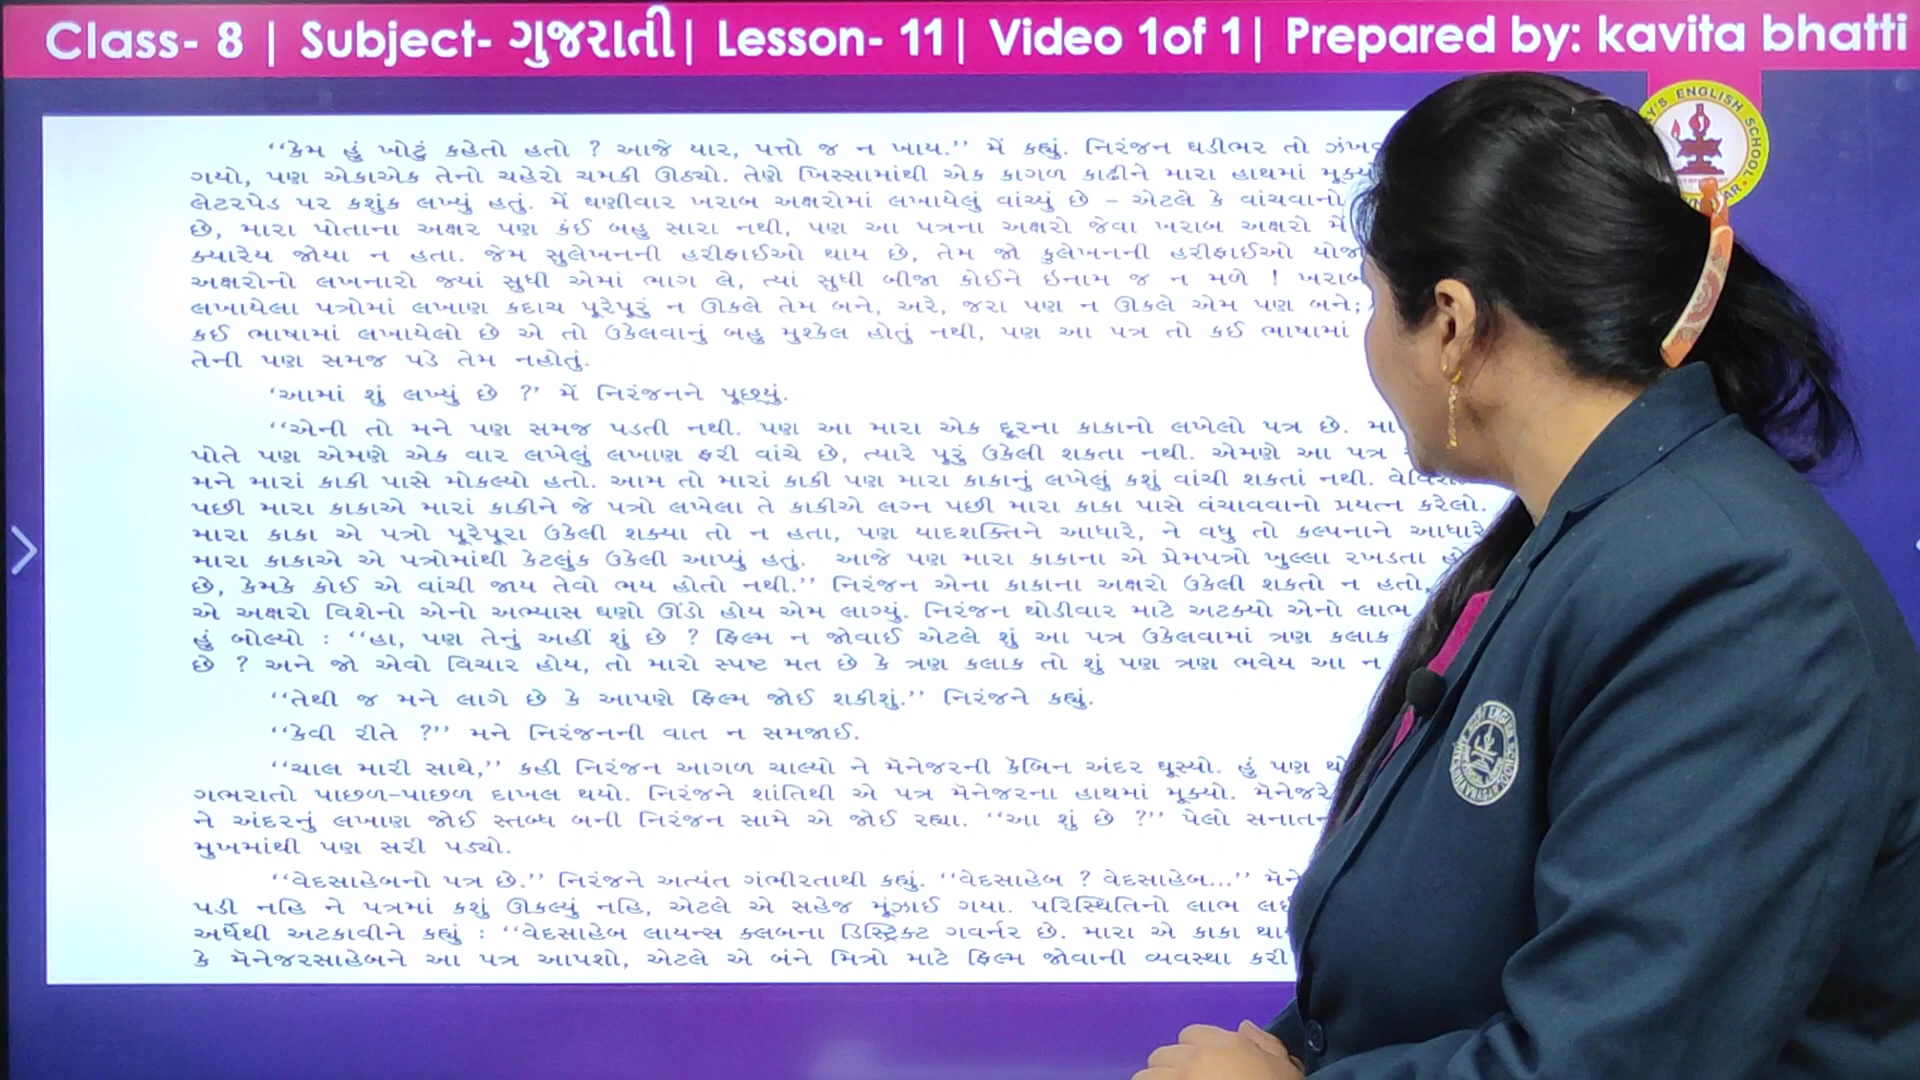 Class- 8 | Subject- ગુજરાતી| Lesson- 11| Video 1of 1| Prepared by: kavita bhatti
'S ENGLISH SCHOOL
‘‘કેમ હું ખોટું કહેતો હતો ? આજે યાર, પત્તો જ ન ખાય.’’ મેં કહ્યું. નિરંજન ઘડીભર તો
ગયો, પણ એકાએક તેનો ચહેરો ચમકી ઊઠ્યો. તેણે ખિસ્સામાંથી એક કાગળ કાઢીને મારા હાથમાં મૂક્યો
લેટરપેડ પર કશુંક લખ્યું હતું. મેં ઘણીવાર ખરાબ અક્ષરોમાં લખાયેલું વાંચ્યું છે – એટલે કે વાંચવાનો
છે, મારા પોતાના અક્ષર પણ કંઈ બહુ સારા નથી, પણ આ પત્રના અક્ષરો જેવા ખરાબ અક્ષરો મેં
ક્યારેય જોયા ન હતા. જેમ સુલેખનની હરીફાઈઓ થાય છે, તેમ જો કુલેખનની હરીફાઈઓ
અક્ષરોનો લખનારો જ્યાં સુધી એમાં ભાગ લે, ત્યાં સુધી બીજા કોઈને ઇનામ જ ન મળે ! ખરાબ
લખાયેલા પત્રોમાં લખાણ કદાચ પૂરેપૂરું ન ઊકલે તેમ બને, અરે, જરા પણ ન ઊકલે એમ પણ બને;
કઈ ભાષામાં લખાયેલો છે એ તો ઉકેલવાનું બહુ મુશ્કેલ હોતું નથી, પણ આ પત્ર તો કઈ ભાષામાં
તેની પણ સમજ પડે તેમ નહોતું.
‘આમાં શું લખ્યું છે ?’ મેં નિરંજનને પૂછ્યું.
‘‘એની તો મને પણ સમજ પડતી નથી. પણ આ મારા એક દૂરના કાકાનો લખેલો પત્ર છે.
પોતે પણ એમણે એક વાર લખેલું લખાણ ફરી વાંચે છે, ત્યારે પૂરું ઉકેલી શકતા નથી. એમણે આ પત્ર
મને મારાં કાકી પાસે મોકલ્યો હતો. આમ તો મારાં કાકી પણ મારા કાકાનું લખેલું કશું વાંચી શકતાં નથી.
પછી મારા કાકાએ મારાં કાકીને જે પત્રો લખેલા તે કાકીએ લગ્ન પછી મારા કાકા પાસે વંચાવવાનો પ્રયત્ન કરેલો.
મારા કાકા એ પત્રો પૂરેપૂરા ઉકેલી શક્યા તો ન હતા, પણ યાદશક્તિને આધારે, ને વધુ તો કલ્પનાને આધારે
મારા કાકાએ એ પત્રોમાંથી કેટલુંક ઉકેલી આપ્યું હતું. આજે પણ મારા કાકાના એ પ્રેમપત્રો ખુલ્લા રખડતા
છે, કેમકે કોઈ એ વાંચી જાય તેવો ભય હોતો નથી.’’ નિરંજન એના કાકાના અક્ષરો ઉકેલી શકતો ન હતો,
એ અક્ષરો વિશેનો એનો અભ્યાસ ઘણો ઊંડો હોય એમ લાગ્યું. નિરંજન થોડીવાર માટે અટક્યો એનો લાભ
હું બોલ્યો : ‘‘હા, પણ તેનું અહીં શું છે ? ફિલ્મ ન જોવાઈ એટલે શું આ પત્ર ઉકેલવામાં ત્રણ કલાક
છે ? અને જો એવો વિચાર હોય, તો મારો સ્પષ્ટ મત છે કે ત્રણ કલાક તો શું પણ ત્રણ ભવેય આ ન
‘‘તેથી જ મને લાગે છે કે આપણે ફિલ્મ જોઈ શકીશું.’’ નિરંજને કહ્યું.
‘‘કેવી રીતે ?’’ મને નિરંજનની વાત ન સમજાઈ.
‘‘ચાલ મારી સાથે,’’ કહી નિરંજન આગળ ચાલ્યો ને મૅનેજરની કૅબિન અંદર ઘૂસ્યો. હું પણ
ગભરાતો પાછળ-પાછળ દાખલ થયો. નિરંજને શાંતિથી એ પત્ર મૅનેજરના હાથમાં મૂક્યો. મૅનેજરે
ને અંદરનું લખાણ જોઈ સ્તબ્ધ બની નિરંજન સામે એ જોઈ રહ્યા. ‘‘આ શું છે ?’’ પેલો
મુખમાંથી પણ સરી પડ્યો.
‘‘વેદસાહેબનો પત્ર છે.’’ નિરંજને અત્યંત ગંભીરતાથી કહ્યું. ‘‘વેદસાહેબ ? વેદસાહેબ...’’
પડી નહિ ને પત્રમાં કશું ઊકલ્યું નહિ, એટલે એ સહેજ મૂંઝાઈ ગયા. પરિસ્થિતિનો લાભ
અર્ધેથી અટકાવીને કહ્યું : ‘‘વેદસાહેબ લાયન્સ ક્લબના ડિસ્ટ્રિક્ટ ગવર્નર છે. મારા એ કાકા
કે મૅનેજરસાહેબને આ પત્ર આપશો, એટલે એ બંને મિત્રો માટે ફિલ્મ જોવાની વ્યવસ્થા કરી